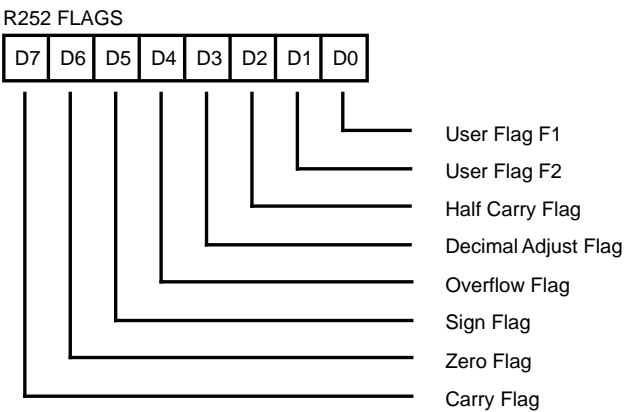 R252 FLAGS
D7 D6 D5 D4 D3 D2 D1 D0
User Flag F1
User Flag F2
Half Carry Flag
Decimal Adjust Flag
Overflow Flag
Sign Flag
Zero Flag
Carry Flag